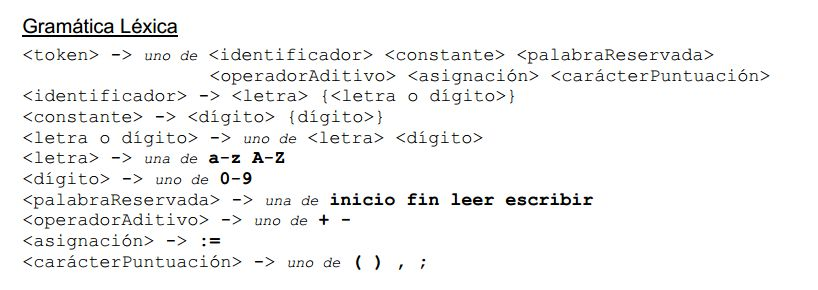 Gramática Léxica
<token> -> uno de <identificador> <constante> <palabraReservada>
<operadorAditivo> <asignación> <carácterPuntuación>
<identificador> -> <letra> {<letra o dígito>}
<constante> -> <dígito> {dígito>}
<letra o dígito> -> uno de <letra> <dígito>
<letra> -> una de a-z A-Z
<dígito> -> uno de 0-9
<palabraReservada> -> una de inicio fin leer escribir
<operadorAditivo> -> uno de + -
<asignación> -> :=
<carácterPuntuación> -> uno de ( ) , ;